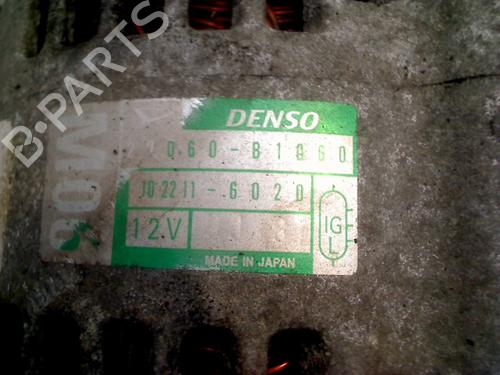 B-PARTS
DENSO
060-B1060
102211-6020
12V
IG
L
MADE IN JAPAN